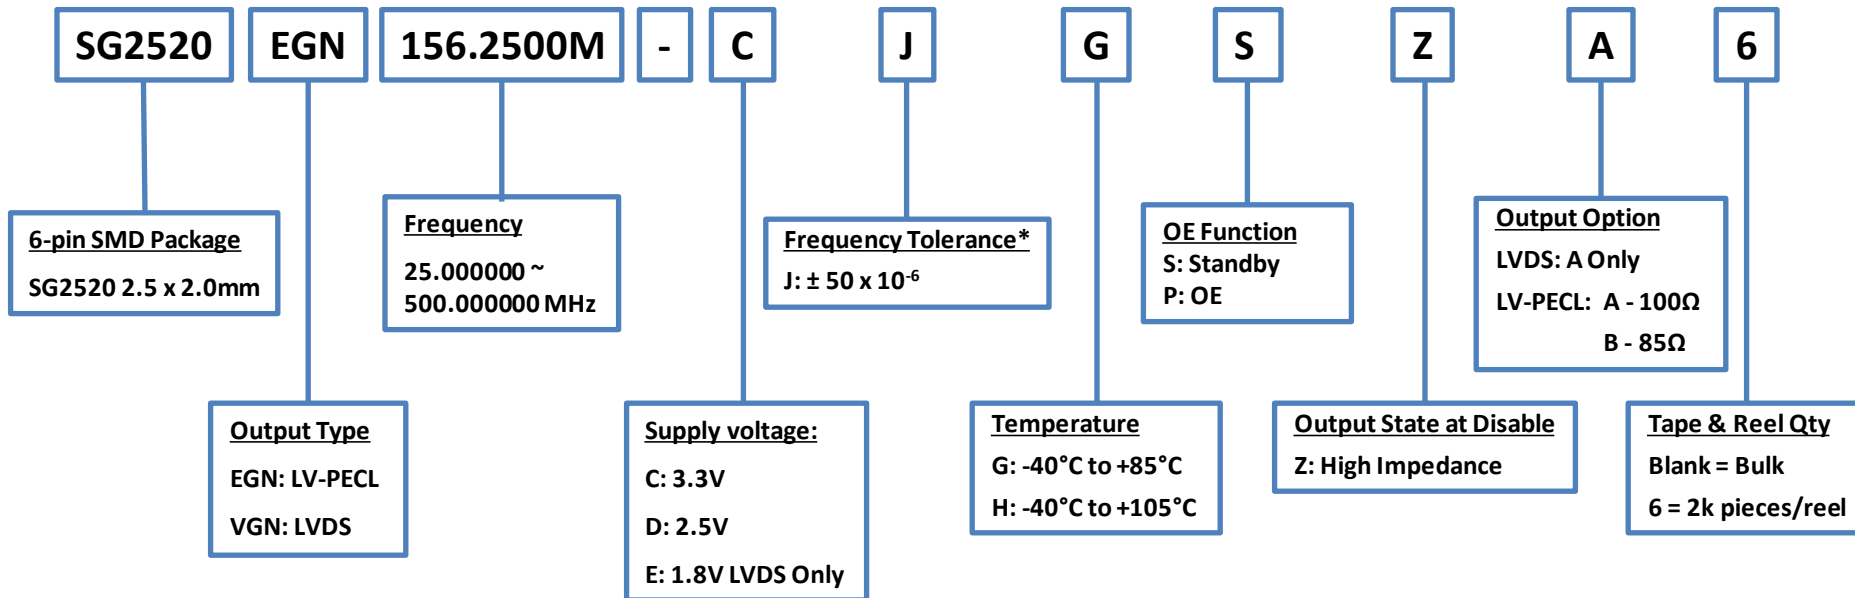 SG2520 EGN 156.2500M - C J G S Z A 6
6-pin SMD Package
SG2520 2.5 x 2.0mm
Output Type
EGN: LV-PECL
VGN: LVDS
Frequency
25.000000 ~
500.000000 MHz
Supply voltage:
C: 3.3V
D: 2.5V
E: 1.8V LVDS Only
Frequency Tolerance*
J: ± 50 x 10⁻⁶
Temperature
G: -40°C to +85°C
H: -40°C to +105°C
OE Function
S: Standby
P: OE
Output State at Disable
Z: High Impedance
Output Option
LVDS: A Only
LV-PECL: A - 100Ω
B - 85Ω
Tape & Reel Qty
Blank = Bulk
6 = 2k pieces/reel